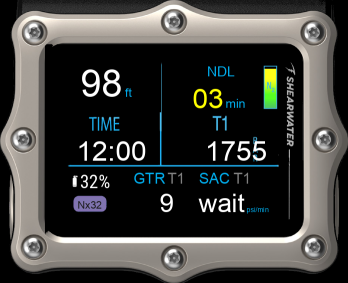 NDL
98 ft
03 min
TIME T1
12:00 1755
32% GTR T1 SAC T1
Nx32 9 wait psi/min
SHEARWATER